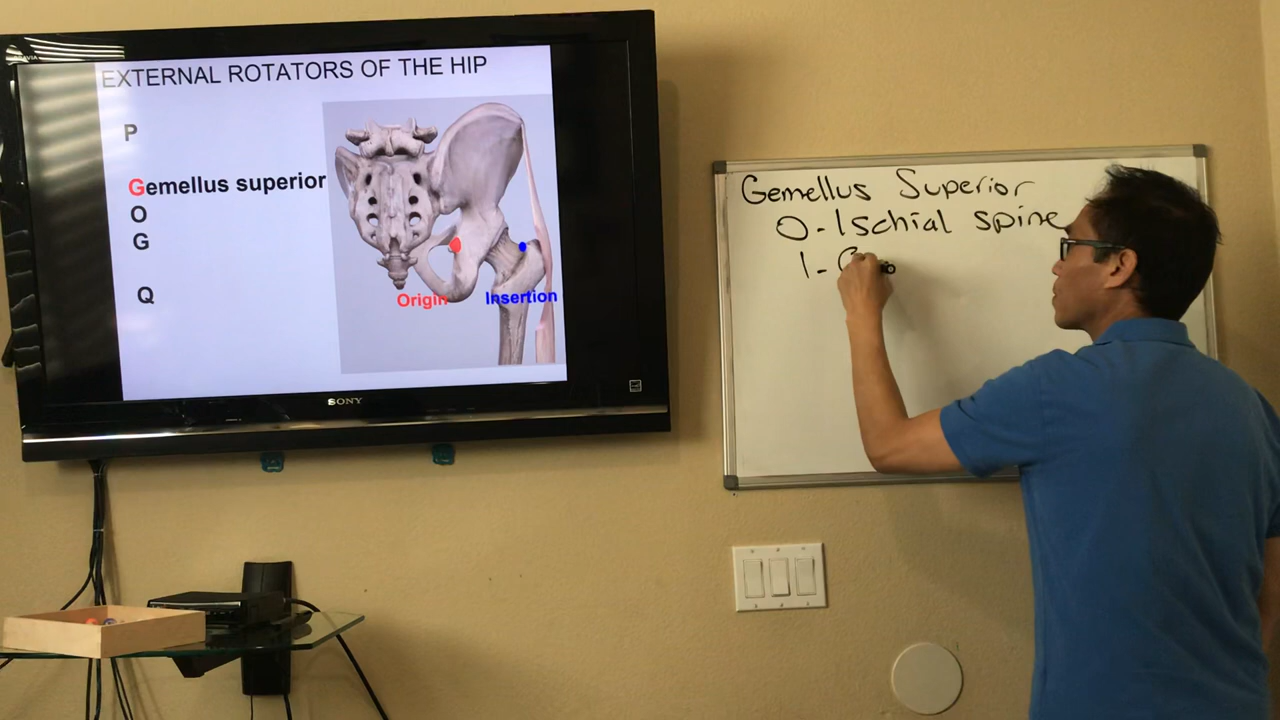 EXTERNAL ROTATORS OF THE HIP
P
Gemellus superior
O
G
Q
Origin
Insertion
SONY
Gemellus Superior
O - Ischial spine
I -